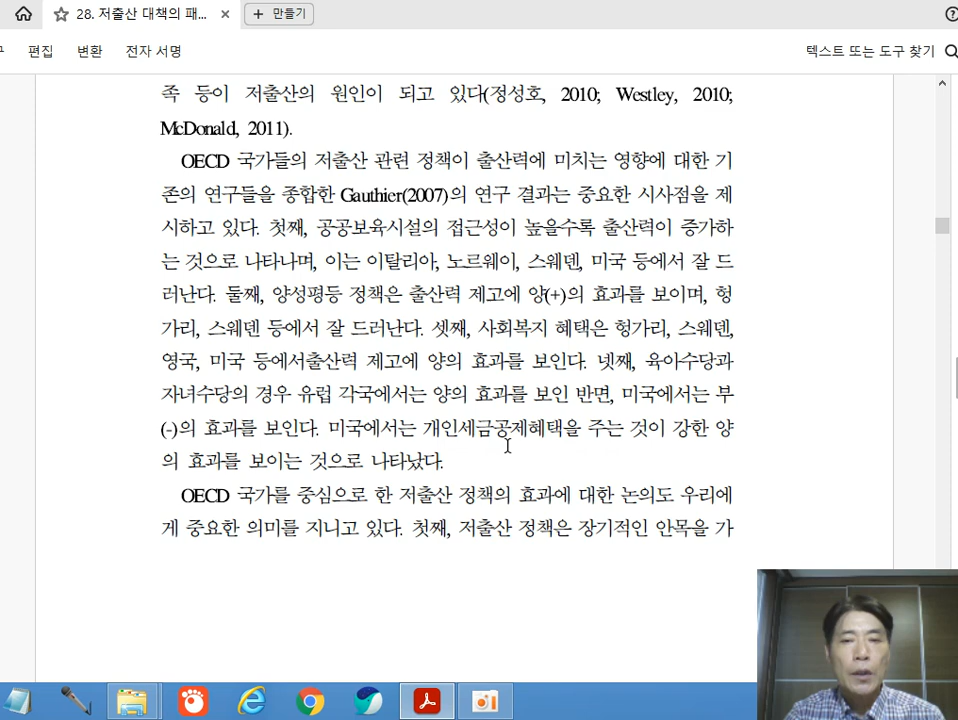 28. 저출산 대책의 패...
만들기
편집 변환 전자 서명
텍스트 또는 도구 찾기
족 등이 저출산의 원인이 되고 있다(정성호, 2010; Westley, 2010;
McDonald, 2011).
OECD 국가들의 저출산 관련 정책이 출산력에 미치는 영향에 대한 기
존의 연구들을 종합한 Gauthier(2007)의 연구 결과는 중요한 시사점을 제
시하고 있다. 첫째, 공공보육시설의 접근성이 높을수록 출산력이 증가하
는 것으로 나타나며, 이는 이탈리아, 노르웨이, 스웨덴, 미국 등에서 잘 드
러난다. 둘째, 양성평등 정책은 출산력 제고에 양(+)의 효과를 보이며, 헝
가리, 스웨덴 등에서 잘 드러난다. 셋째, 사회복지 혜택은 헝가리, 스웨덴,
영국, 미국 등에서출산력 제고에 양의 효과를 보인다. 넷째, 육아수당과
자녀수당의 경우 유럽 각국에서는 양의 효과를 보인 반면, 미국에서는 부
(-)의 효과를 보인다. 미국에서는 개인세금공제혜택을 주는 것이 강한 양
의 효과를 보이는 것으로 나타났다.
OECD 국가를 중심으로 한 저출산 정책의 효과에 대한 논의도 우리에
게 중요한 의미를 지니고 있다. 첫째, 저출산 정책은 장기적인 안목을 가